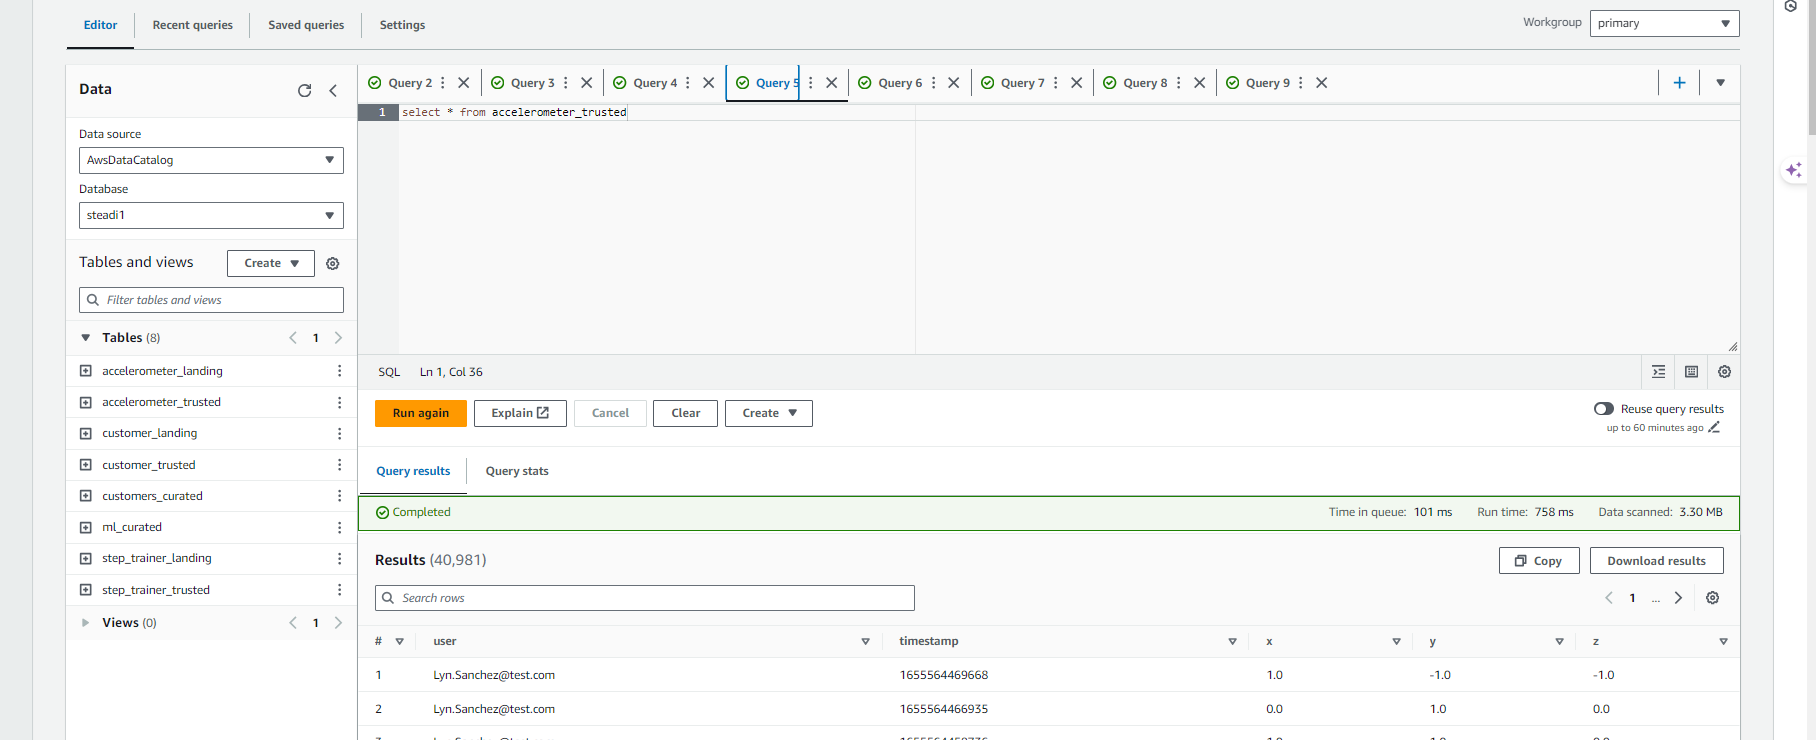 Editor
Recent queries
Saved queries
Settings
Workgroup
primary
Data
Data source
AwsDataCatalog
Database
steadi1
Tables and views
Create
Filter tables and views
Tables (8)
1
accelerometer_landing
accelerometer_trusted
customer_landing
customer_trusted
customers_curated
ml_curated
step_trainer_landing
step_trainer_trusted
Views (0)
1
Query 2
Query 3
Query 4
Query 5
Query 6
Query 7
Query 8
Query 9
1 select * from accelerometer_trusted
SQL Ln 1, Col 36
Run again
Explain
Cancel
Clear
Create
Reuse query results
up to 60 minutes ago
Query results
Query stats
Completed
Time in queue: 101 ms
Run time: 758 ms
Data scanned: 3.30 MB
Results (40,981)
Copy
Download results
Search rows
1 ...
# user timestamp x y z
1 Lyn.Sanchez@test.com 1655564469668 1.0 -1.0 -1.0
2 Lyn.Sanchez@test.com 1655564466935 0.0 1.0 0.0